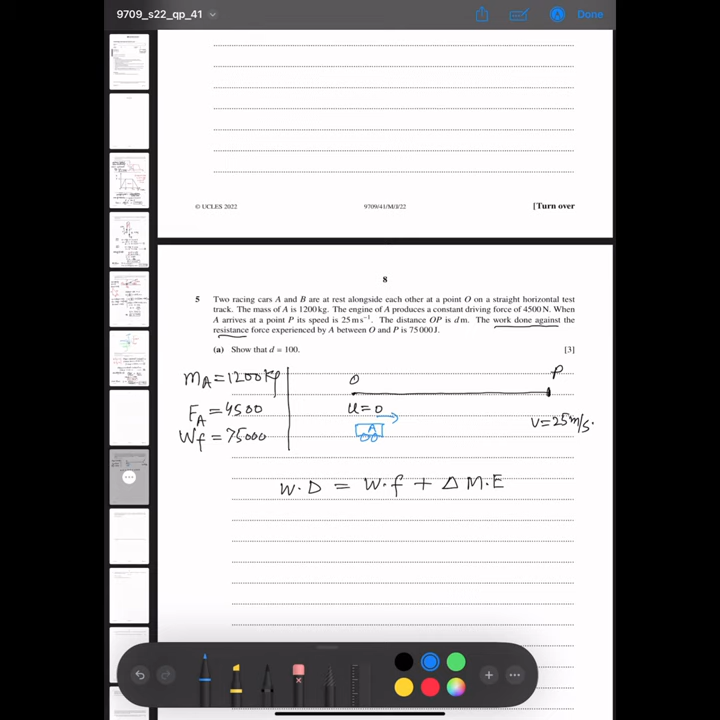 9709_s22_qp_41
Done
© UCLES 2022
9709/41/M/J/22
[Turn over
8
5 Two racing cars A and B are at rest alongside each other at a point O on a straight horizontal test
track. The mass of A is 1200 kg. The engine of A produces a constant driving force of 4500 N. When
A arrives at a point P its speed is 25 m s⁻¹. The distance OP is d m. The work done against the
resistance force experienced by A between O and P is 75 000 J.
(a) Show that d = 100.
[3]
mA = 1200 kg
O
P
FA = 4500
u = 0
Wf = 75000
A
v = 25 m/s.
W.D = W.f + Δ M.E